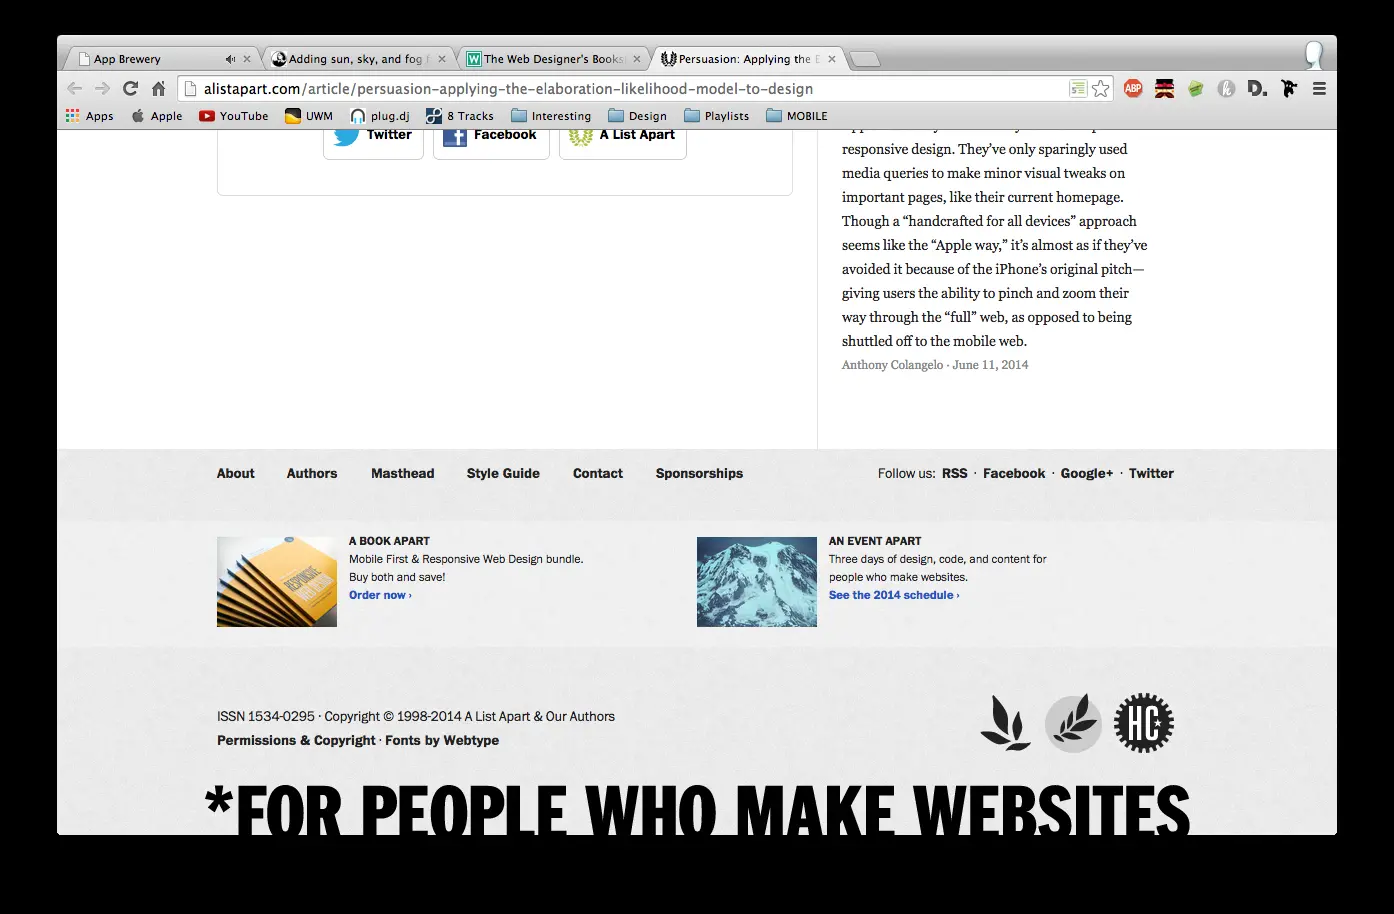 App Brewery
Adding sun, sky, and fog f
The Web Designer's Books
Persuasion: Applying the E
alistapart.com/article/persuasion-applying-the-elaboration-likelihood-model-to-design
ABP
D.
Apps
Apple
YouTube
UWM
plug.dj
8 Tracks
Interesting
Design
Playlists
MOBILE
Twitter
Facebook
A List Apart
responsive design. They’ve only sparingly used
media queries to make minor visual tweaks on
important pages, like their current homepage.
Though a “handcrafted for all devices” approach
seems like the “Apple way,” it’s almost as if they’ve
avoided it because of the iPhone’s original pitch—
giving users the ability to pinch and zoom their
way through the “full” web, as opposed to being
shuttled off to the mobile web.
Anthony Colangelo · June 11, 2014
About
Authors
Masthead
Style Guide
Contact
Sponsorships
Follow us: RSS · Facebook · Google+ · Twitter
RESPONSIVE
A BOOK APART
Mobile First & Responsive Web Design bundle.
Buy both and save!
Order now ›
AN EVENT APART
Three days of design, code, and content for
people who make websites.
See the 2014 schedule ›
ISSN 1534-0295 · Copyright © 1998-2014 A List Apart & Our Authors
Permissions & Copyright · Fonts by Webtype
HC
*FOR PEOPLE WHO MAKE WEBSITES